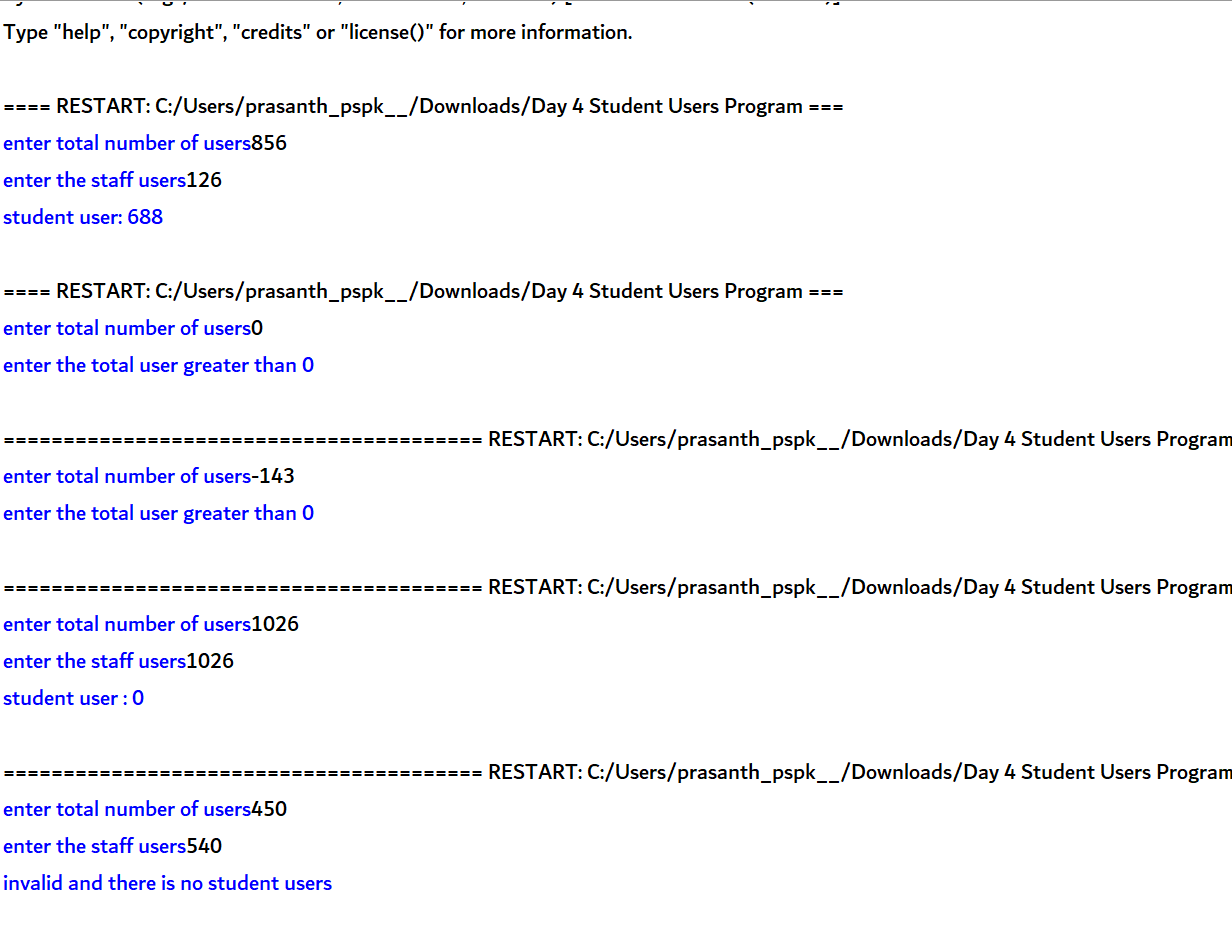 Type "help", "copyright", "credits" or "license()" for more information.
==== RESTART: C:/Users/prasanth_pspk__/Downloads/Day 4 Student Users Program ===
enter total number of users856
enter the staff users126
student user: 688
==== RESTART: C:/Users/prasanth_pspk__/Downloads/Day 4 Student Users Program ===
enter total number of users0
enter the total user greater than 0
======================================== RESTART: C:/Users/prasanth_pspk__/Downloads/Day 4 Student Users Program
enter total number of users-143
enter the total user greater than 0
======================================== RESTART: C:/Users/prasanth_pspk__/Downloads/Day 4 Student Users Program
enter total number of users1026
enter the staff users1026
student user : 0
======================================== RESTART: C:/Users/prasanth_pspk__/Downloads/Day 4 Student Users Program
enter total number of users450
enter the staff users540
invalid and there is no student users